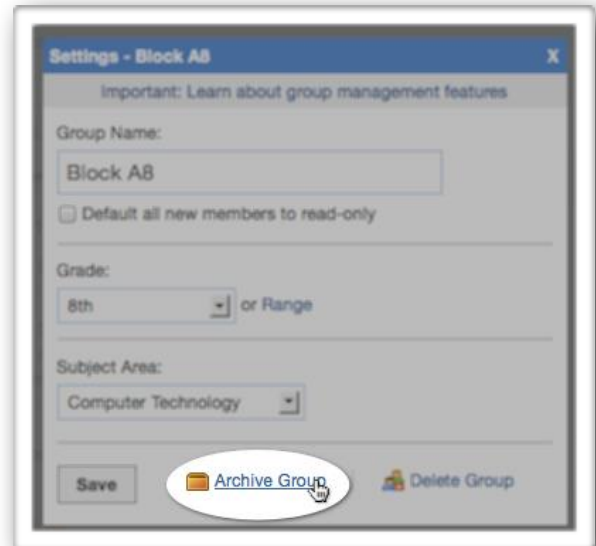 Settings - Block A8 X
Important: Learn about group management features
Group Name:
Block A8
Default all new members to read-only
Grade:
8th or Range
Subject Area:
Computer Technology
Save Archive Group Delete Group